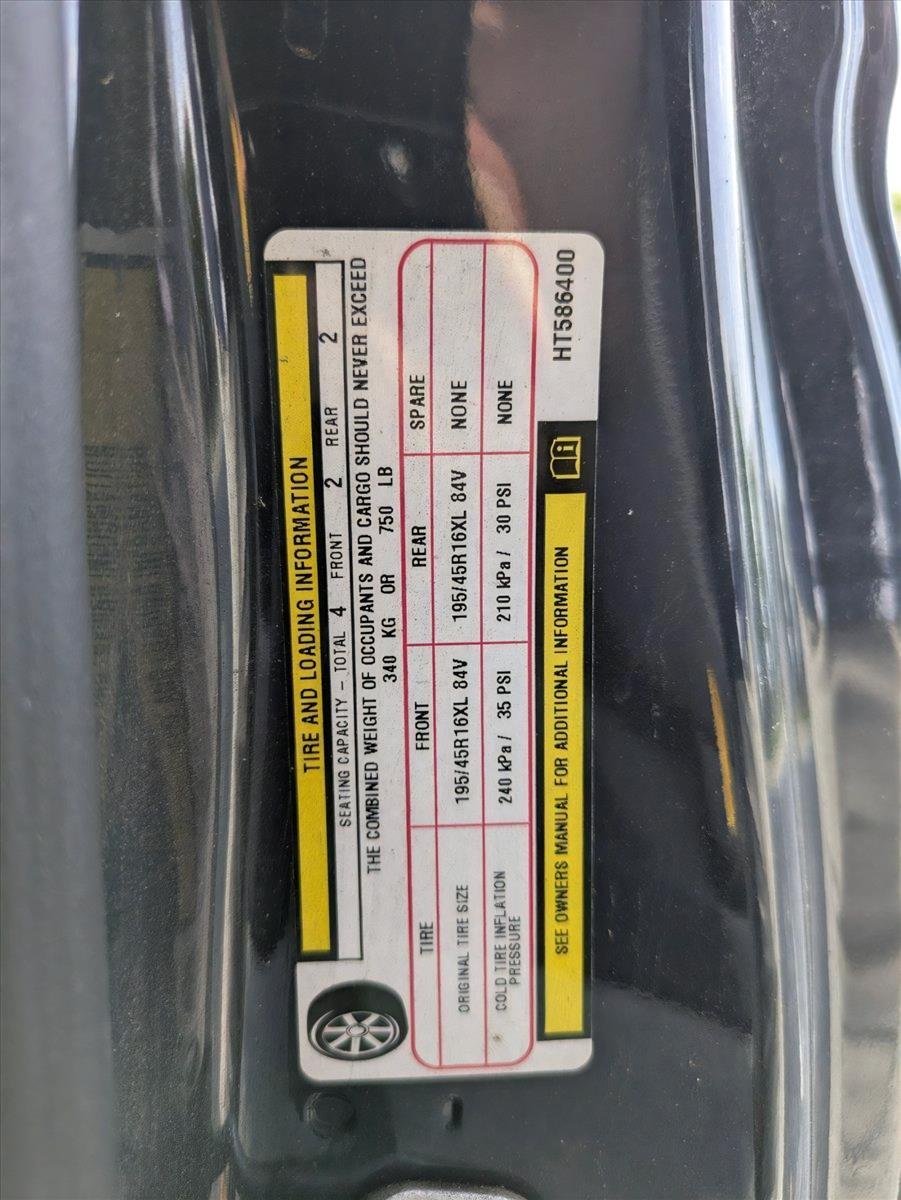 TIRE AND LOADING INFORMATION
SEATING CAPACITY – TOTAL 4 FRONT 2 REAR 2
THE COMBINED WEIGHT OF OCCUPANTS AND CARGO SHOULD NEVER EXCEED
340 KG OR 750 LB
TIRE FRONT REAR SPARE
ORIGINAL TIRE SIZE 195/45R16XL 84V 195/45R16XL 84V NONE
COLD TIRE INFLATION PRESSURE 240 kPa / 35 PSI 210 kPa / 30 PSI NONE
SEE OWNERS MANUAL FOR ADDITIONAL INFORMATION
HT586400